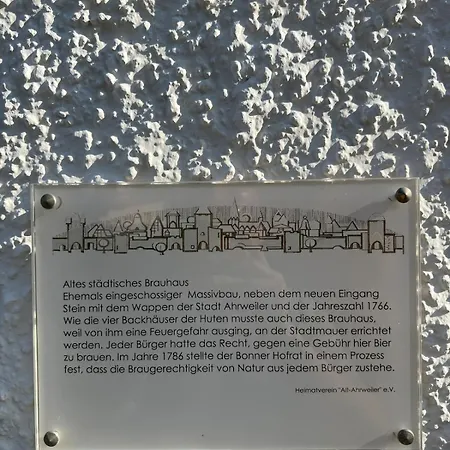 Altes städtisches Brauhaus
Ehemals eingeschossiger Massivbau, neben dem neuen Eingang
Stein mit dem Wappen der Stadt Ahrweiler und der Jahreszahl 1766.
Wie die vier Backhäuser der Huten musste auch dieses Brauhaus,
weil von ihm eine Feuergefahr ausging, an der Stadtmauer errichtet
werden. Jeder Bürger hatte das Recht, gegen eine Gebühr hier Bier
zu brauen. Im Jahre 1786 stellte der Bonner Hofrat in einem Prozess
fest, dass die Braugerechtigkeit von Natur aus jedem Bürger zustehe.
Heimatverein "Alt-Ahrweiler" e.V.